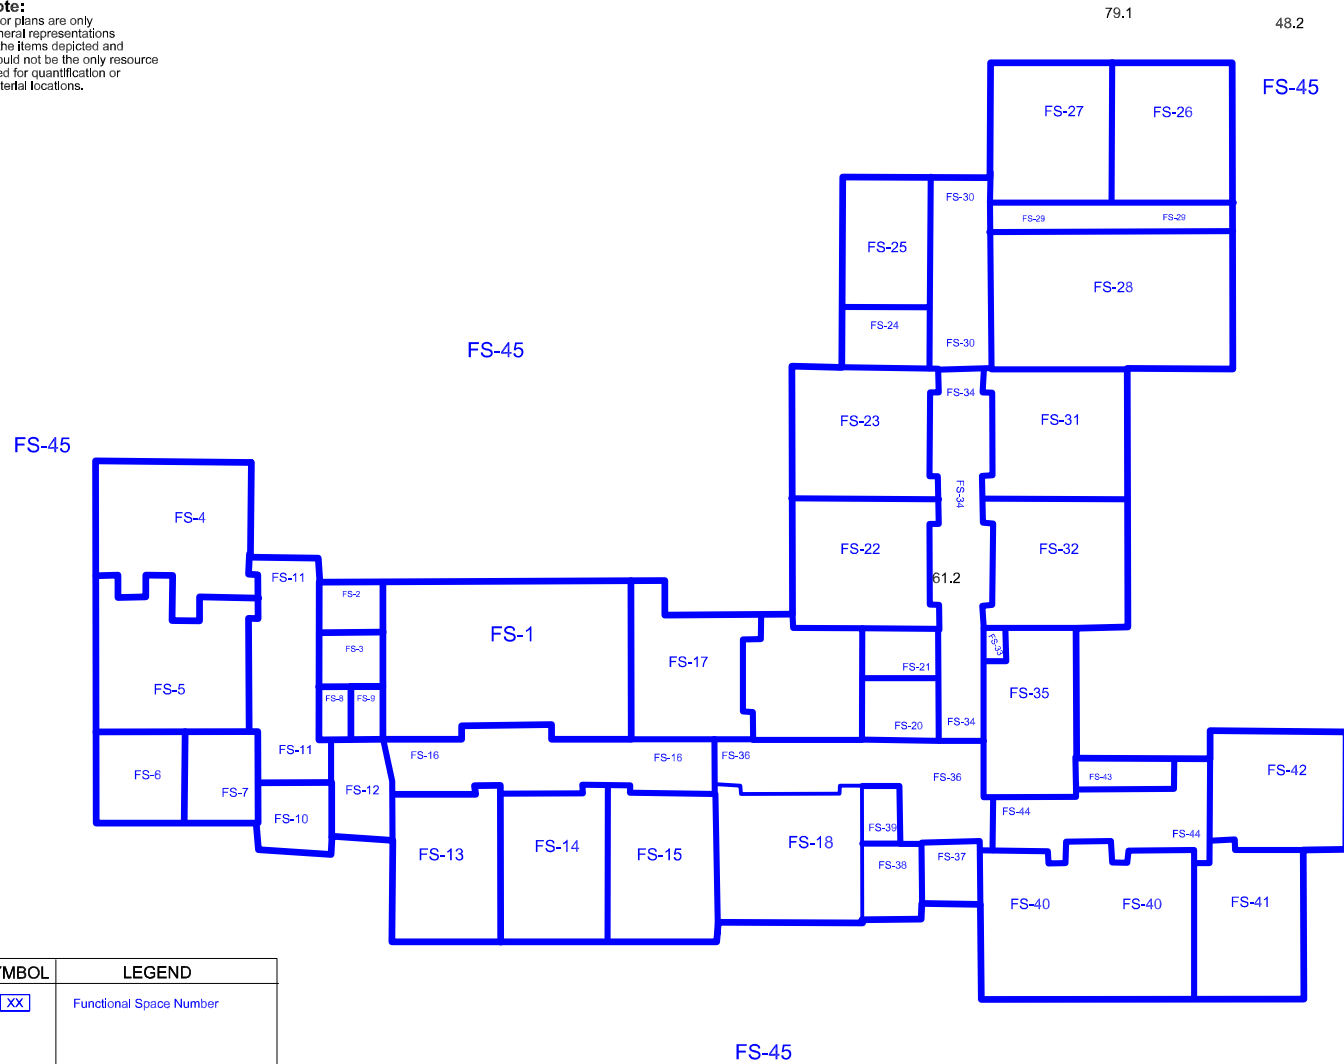 ote:
or plans are only
neral representations
he items depicted and
ould not be the only resource
ed for quantification or
terial locations.
79.1
48.2
FS-45
FS-27
FS-26
FS-30
FS-29
FS-29
FS-25
FS-28
FS-24
FS-30
FS-45
FS-34
FS-23
FS-31
FS-45
FS-34
FS-4
FS-22
FS-32
FS-11
61.2
FS-2
FS-1
FS-3
FS-17
FS-21
FS-33
FS-5
FS-8
FS-9
FS-35
FS-20
FS-34
FS-11
FS-16
FS-16
FS-36
FS-36
FS-6
FS-43
FS-42
FS-7
FS-12
FS-10
FS-44
FS-44
FS-39
FS-13
FS-14
FS-15
FS-18
FS-38
FS-37
FS-40
FS-40
FS-41
YMBOL
LEGEND
XX
Functional Space Number
FS-45